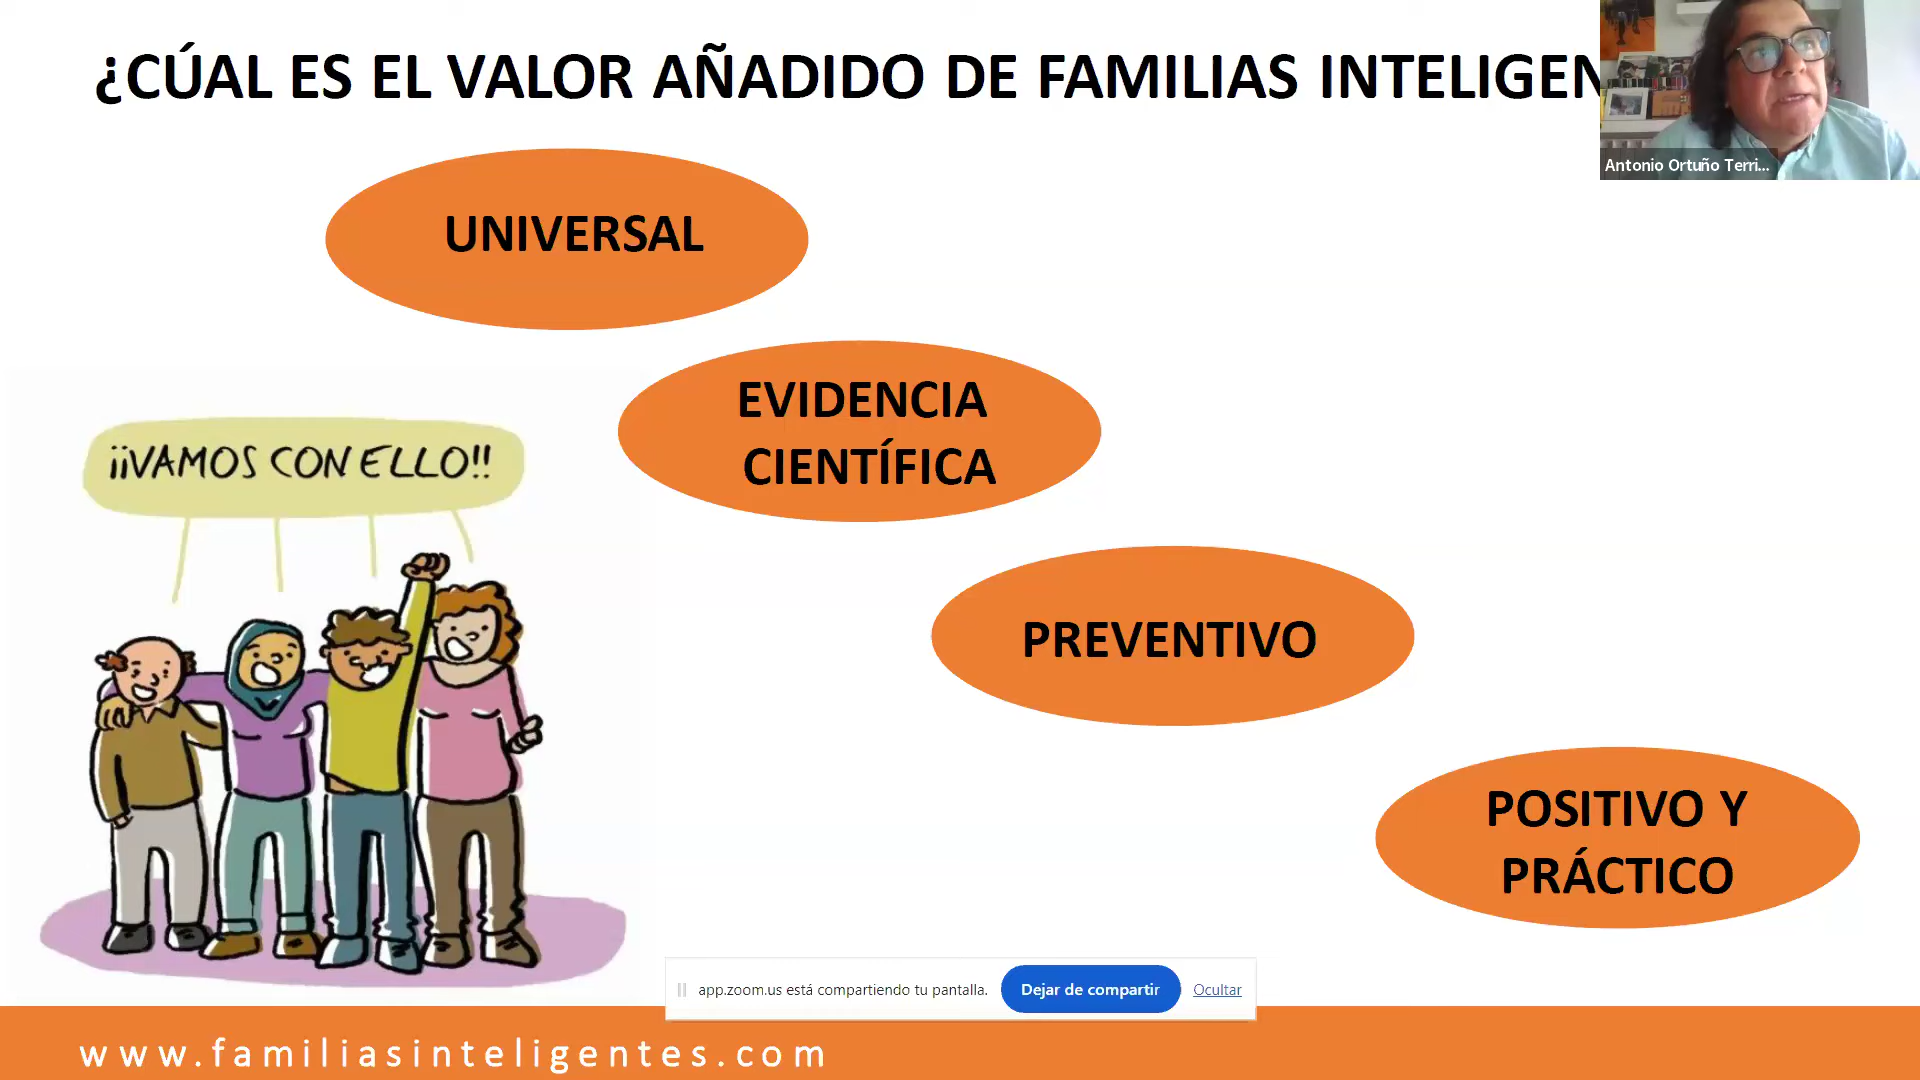 ¿CÚAL ES EL VALOR AÑADIDO DE FAMILIAS INTELIGEN
Antonio Ortuño Terri...
UNIVERSAL
EVIDENCIA
CIENTÍFICA
¡¡VAMOS CON ELLO!!
PREVENTIVO
POSITIVO Y
PRÁCTICO
app.zoom.us está compartiendo tu pantalla.
Dejar de compartir
Ocultar
www.familiasinteligentes.com